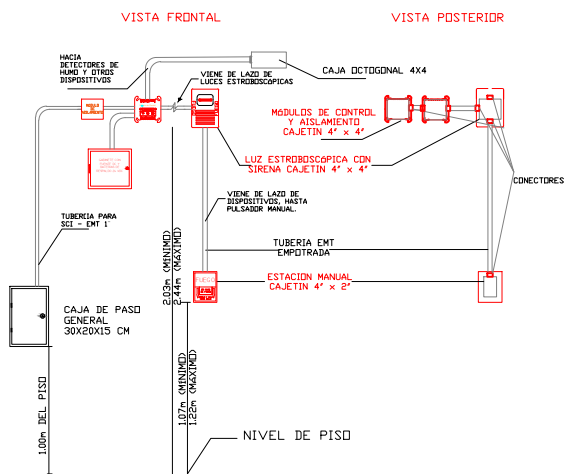 VISTA FRONTAL
VISTA POSTERIOR
HACIA
DETECTORES DE
HUMO Y OTROS
DISPOSITIVOS
VIENE DE LAZO DE
LUCES ESTROBOSCÓPICAS
CAJA OCTOGONAL 4X4
MÓDULOS DE CONTROL
Y AISLAMIENTO
CAJETIN 4" x 4"
LUZ ESTROBOSCÓPICA CON
SIRENA CAJETIN 4" x 4"
CONECTORES
VIENE DE LAZO DE
DISPOSITIVOS, HASTA
PULSADOR MANUAL.
TUBERIA PARA
SCI - EMT 1"
TUBERIA EMT
EMPOTRADA
FUEGO
ESTACION MANUAL
CAJETIN 4" x 2"
CAJA DE PASO
GENERAL
30X20X15 CM
2.03m (MíNIMO)
2.44m (MáXIMO)
1.07m (MíNIMO)
1.22m (MáXIMO)
1.00m DEL PISO
NIVEL DE PISO